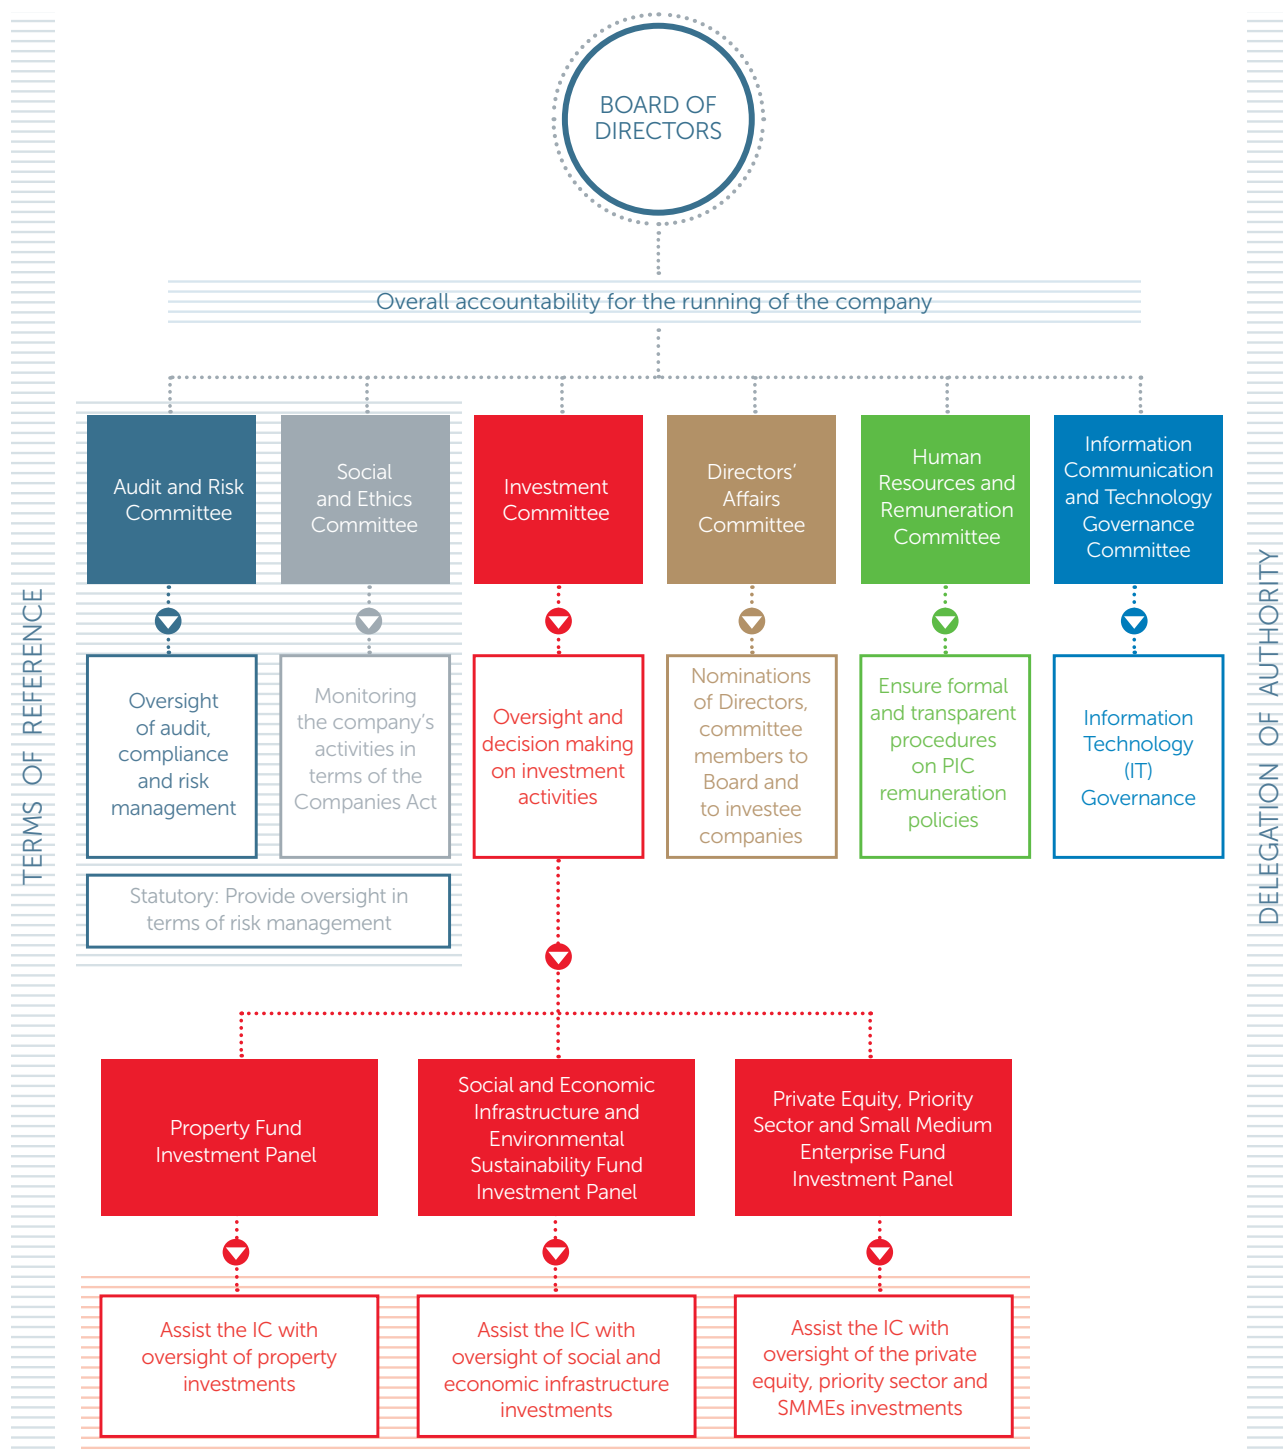 BOARD OF
DIRECTORS
Overall accountability for the running of the company
TERMS OF REFERENCE
DELEGATION OF AUTHORITY
Audit and Risk
Committee
Social
and Ethics
Committee
Investment
Committee
Directors’
Affairs
Committee
Human
Resources and
Remuneration
Committee
Information
Communication
and Technology
Governance
Committee
Oversight
of audit,
compliance
and risk
management
Monitoring
the company’s
activities in
terms of the
Companies Act
Oversight and
decision making
on investment
activities
Nominations
of Directors,
committee
members to
Board and
to investee
companies
Ensure formal
and transparent
procedures
on PIC
remuneration
policies
Information
Technology
(IT)
Governance
Statutory: Provide oversight in
terms of risk management
Property Fund
Investment Panel
Social and Economic
Infrastructure and
Environmental
Sustainability Fund
Investment Panel
Private Equity, Priority
Sector and Small Medium
Enterprise Fund
Investment Panel
Assist the IC with
oversight of property
investments
Assist the IC with
oversight of social and
economic infrastructure
investments
Assist the IC with
oversight of the private
equity, priority sector and
SMMEs investments